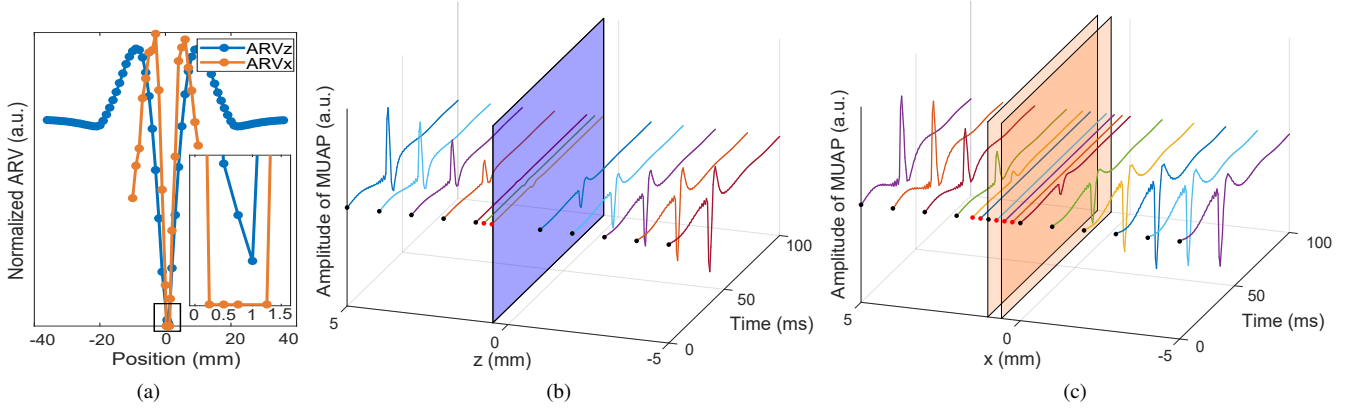 Normalized ARV (a.u.)
ARVz
ARVx
0 0.5 1 1.5
-40 -20 0 20 40
Position (mm)
(a)
Amplitude of MUAP (a.u.)
5
0
-5
z (mm)
0
50
100
Time (ms)
(b)
Amplitude of MUAP (a.u.)
5
0
-5
x (mm)
0
50
100
Time (ms)
(c)